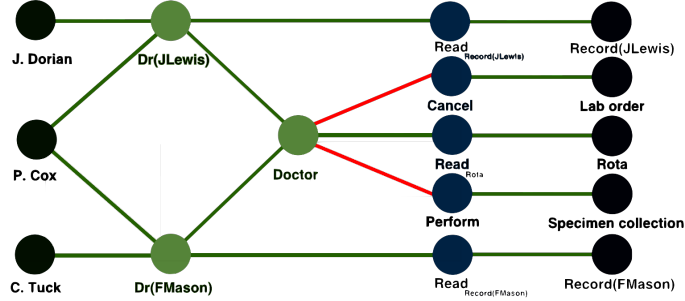 Read
Record(JLewis)
Record(JLewis)
J. Dorian
Dr(JLewis)
Cancel
Lab order
P. Cox
Doctor
Read
Rota
Rota
Perform
Specimen collection
C. Tuck
Dr(FMason)
Read
Record(FMason)
Record(FMason)